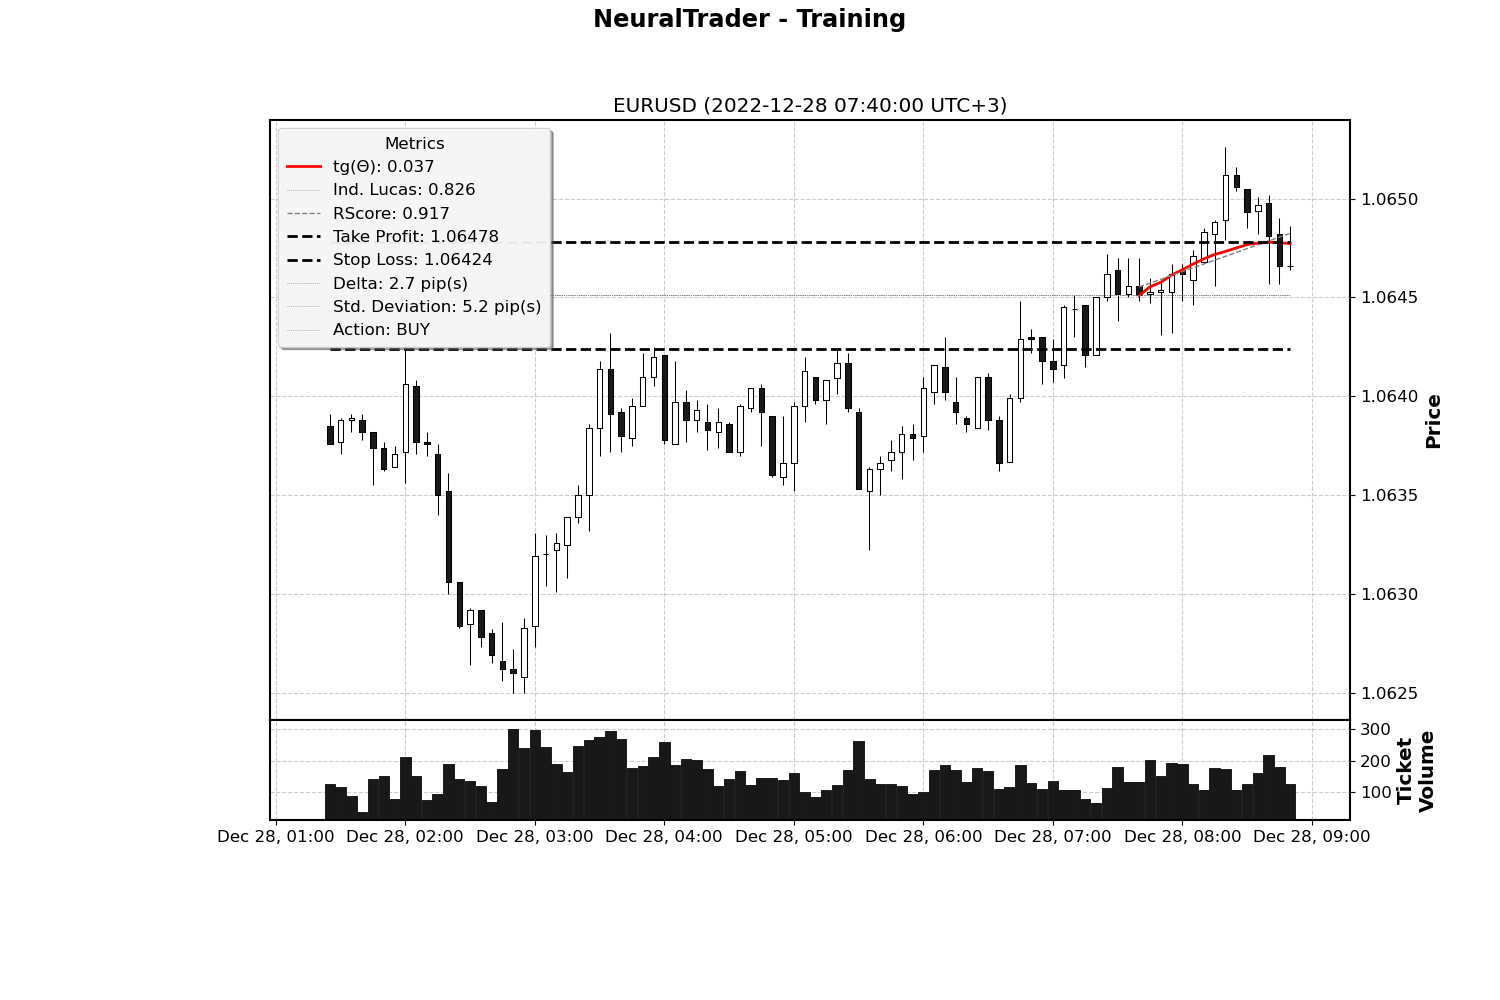 NeuralTrader - Training
EURUSD (2022-12-28 07:40:00 UTC+3)
Metrics
tg(Θ): 0.037
Ind. Lucas: 0.826
RScore: 0.917
Take Profit: 1.06478
Stop Loss: 1.06424
Delta: 2.7 pip(s)
Std. Deviation: 5.2 pip(s)
Action: BUY
1.0650
1.0645
1.0640
1.0635
1.0630
1.0625
Price
300
200
100
Ticket
Volume
Dec 28, 01:00 Dec 28, 02:00 Dec 28, 03:00 Dec 28, 04:00 Dec 28, 05:00 Dec 28, 06:00 Dec 28, 07:00 Dec 28, 08:00 Dec 28, 09:00